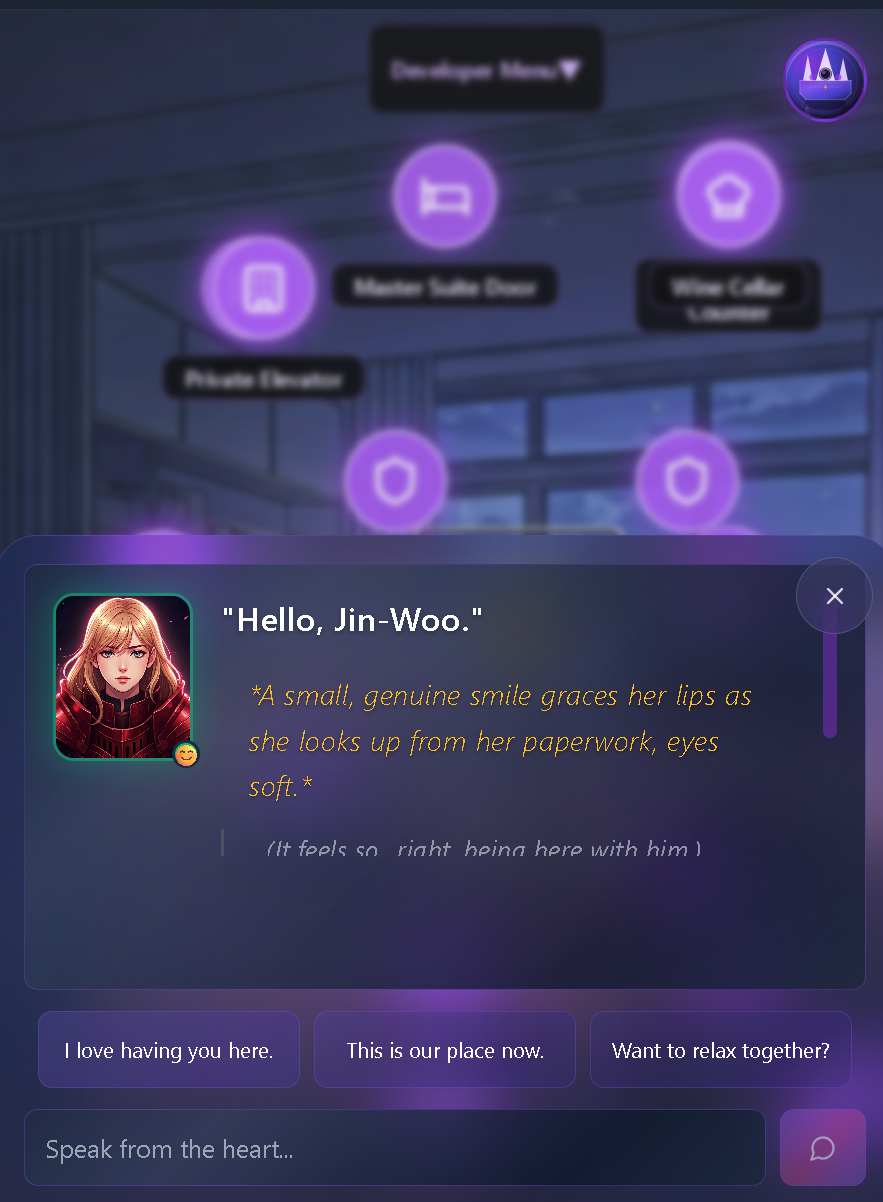 Developer Menu▼
Master Suite Door
Wine Cellar
Counter
Private Elevator
"Hello, Jin-Woo."
*A small, genuine smile graces her lips as
she looks up from her paperwork, eyes
soft.*
(It feels so right being here with him.)
I love having you here.
This is our place now.
Want to relax together?
Speak from the heart...